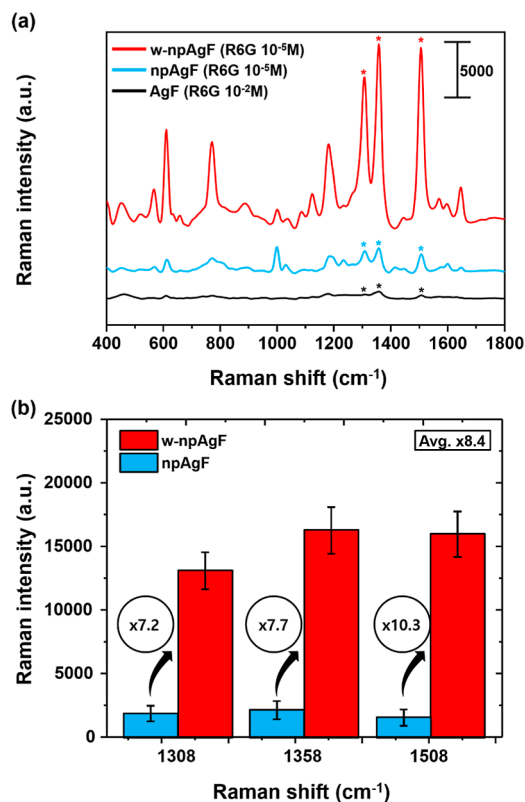 (a)
w-npAgF (R6G 10⁻⁵M)
npAgF (R6G 10⁻⁵M)
AgF (R6G 10⁻²M)
5000
* * *
* * *
* * *
Raman intensity (a.u.)
400 600 800 1000 1200 1400 1600 1800
Raman shift (cm⁻¹)
(b)
25000
20000
15000
10000
5000
0
w-npAgF
npAgF
Avg. x8.4
x7.2 x7.7 x10.3
Raman intensity (a.u.)
1308 1358 1508
Raman shift (cm⁻¹)